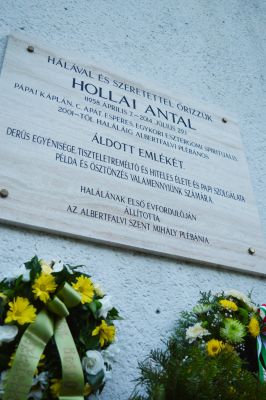 HÁLÁVAL ÉS SZERETETTEL ŐRIZZÜK
HOLLAI ANTAL
(1938. ÁPRILIS 7. – 2014. JÚLIUS 29.)
PÁPAI KÁPLÁN, C. APÁT, ESPERES, EGYKORI ESZTERGOMI SPIRITUÁLIS
2001-TŐL HALÁLÁIG ALBERTFALVI PLÉBÁNOS
ÁLDOTT EMLÉKÉT.
DERŰS EGYÉNISÉGE, TISZTELETREMÉLTÓ ÉS HITELES ÉLETE ÉS PAPI SZOLGÁLATA
PÉLDA ÉS ÖSZTÖNZÉS VALAMENNYIÜNK SZÁMÁRA.
HALÁLÁNAK ELSŐ ÉVFORDULÓJÁN
ÁLLÍTOTTA
AZ ALBERTFALVI SZENT MIHÁLY PLÉBÁNIA